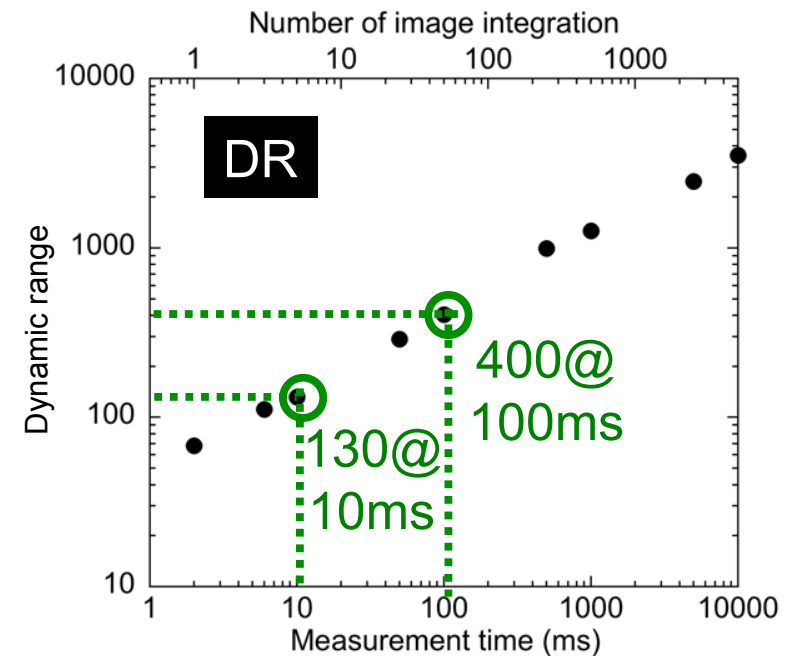 Number of image integration
1 10 100 1000
10000
DR
1000
Dynamic range
400@
100ms
100
130@
10ms
10
1 10 100 1000 10000
Measurement time (ms)